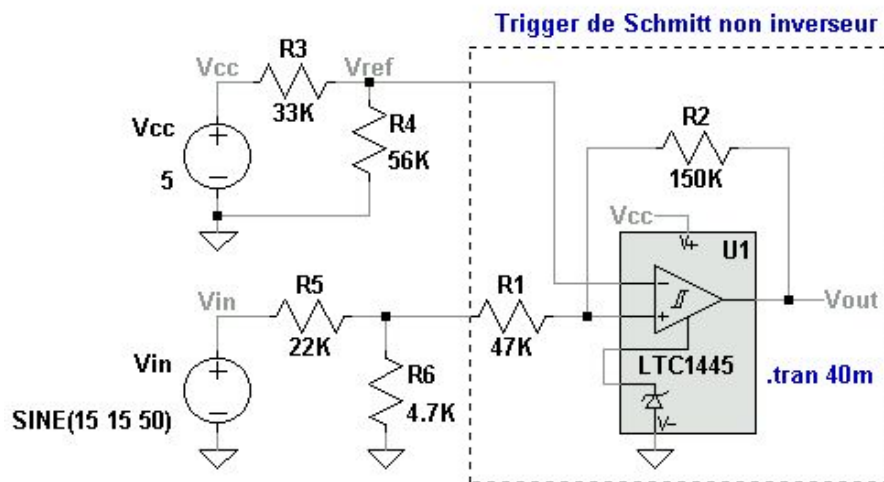 Trigger de Schmitt non inverseur
Vcc
R3
33K
Vref
Vcc
5
R4
56K
R2
150K
Vcc
V+
U1
Vin
R5
22K
R1
47K
Vout
Vin
SINE(15 15 50)
R6
4.7K
LTC1445
V-
.tran 40m